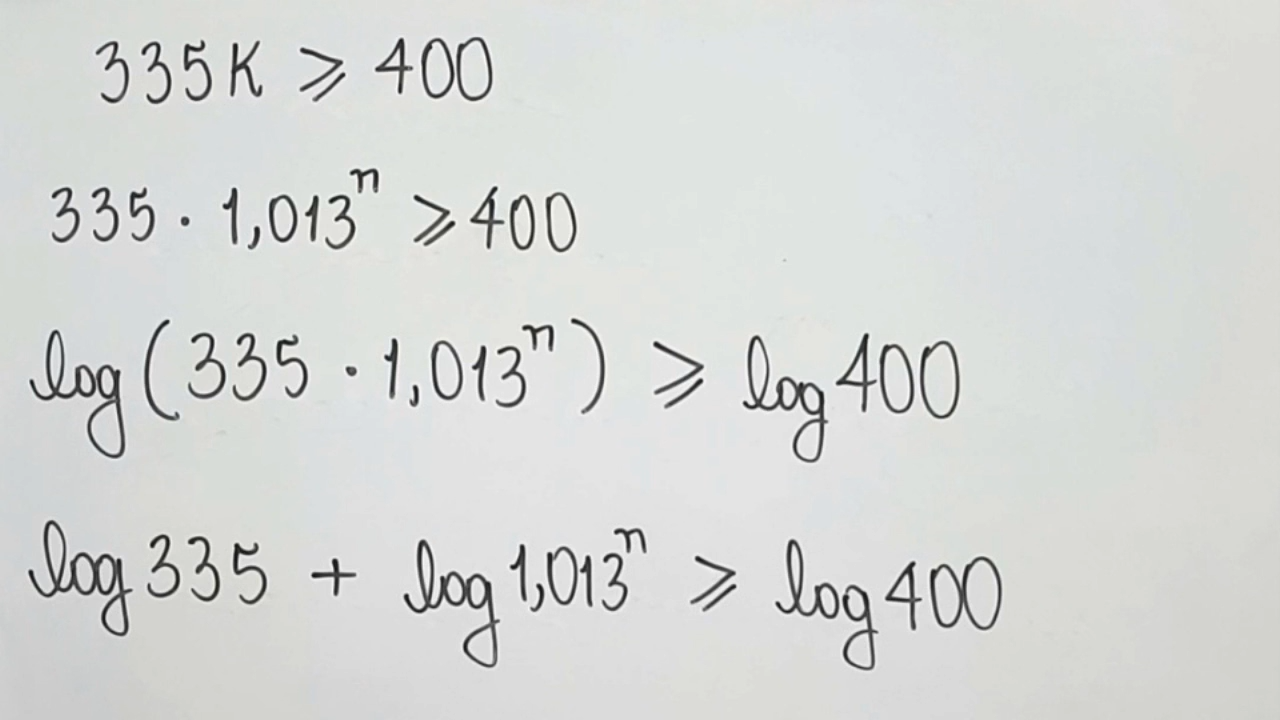 335K ⩾ 400
335 · 1,013ⁿ ⩾ 400
log(335 · 1,013ⁿ) ⩾ log 400
log 335 + log 1,013ⁿ ⩾ log 400